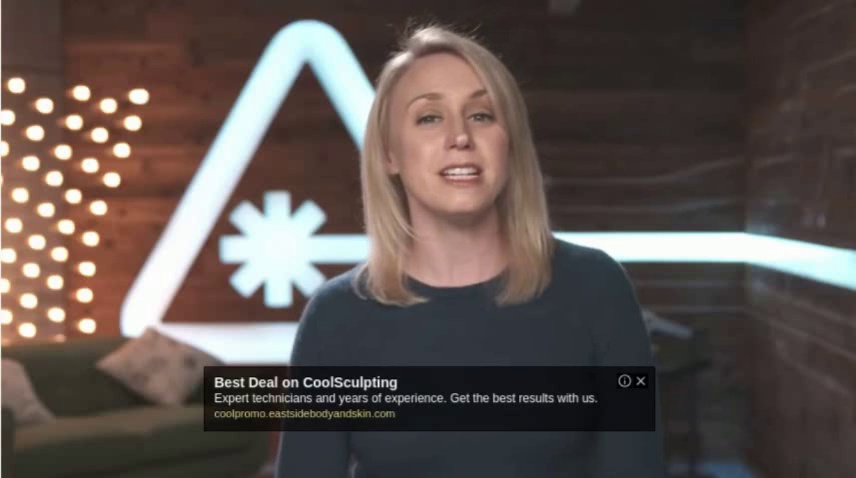 Best Deal on CoolSculpting
Expert technicians and years of experience. Get the best results with us.
coolpromo.eastsidebodyandskin.com